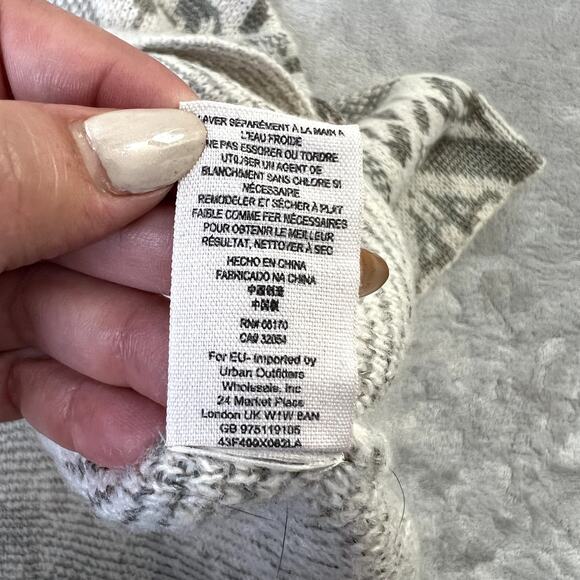 LAVER SÉPARÉMENT À LA MAIN A
L'EAU FROIDE
NE PAS ESSORER OU TORDRE
UTILISER UN AGENT DE
BLANCHIMENT SANS CHLORE SI
NÉCESSAIRE
REMODELER ET SÉCHER À PLAT
FAIBLE COMME FER NÉCESSAIRES
POUR OBTENIR LE MEILLEUR
RÉSULTAT, NETTOYER À SEC
HECHO EN CHINA
FABRICADO NA CHINA
中國製造
中国制
RN# 66170
CA# 32054
For EU- Imported by
Urban Outfitters
Wholesale, Inc
24 Market Place
London UK W1W 8AN
GB 975119105
43F400X062LA